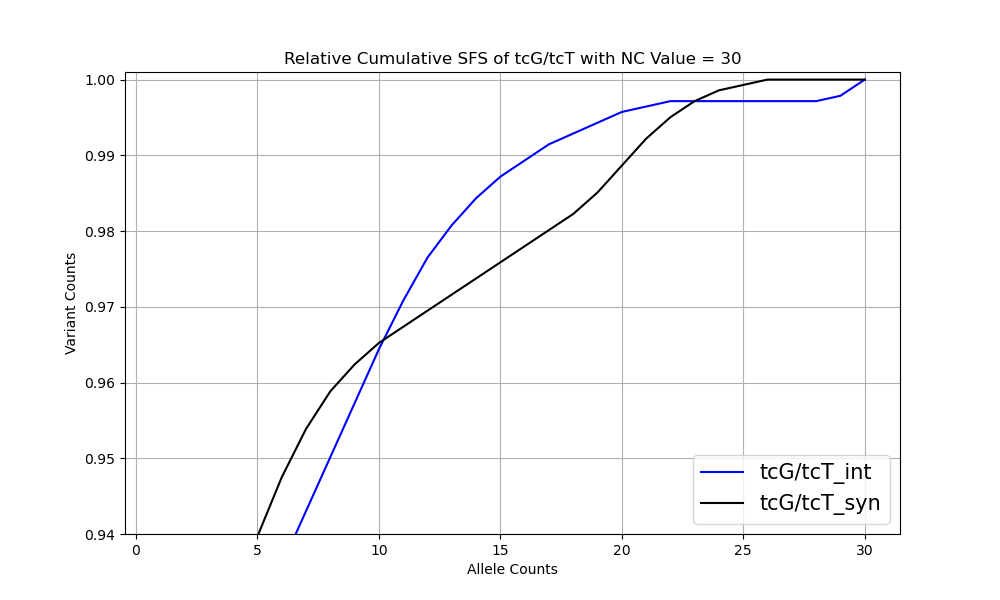 Relative Cumulative SFS of tcG/tcT with NC Value = 30
1.00
0.99
0.98
0.97
0.96
0.95
0.94
Variant Counts
0 5 10 15 20 25 30
Allele Counts
tcG/tcT_int
tcG/tcT_syn